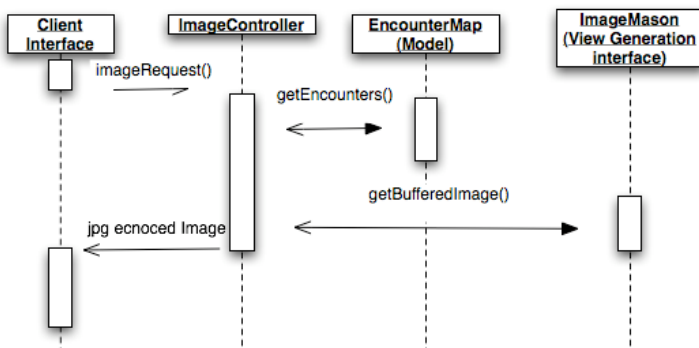 Client
Interface
ImageController
EncounterMap
(Model)
ImageMason
(View Generation
interface)
imageRequest()
getEncounters()
getBufferedImage()
jpg ecnoced Image